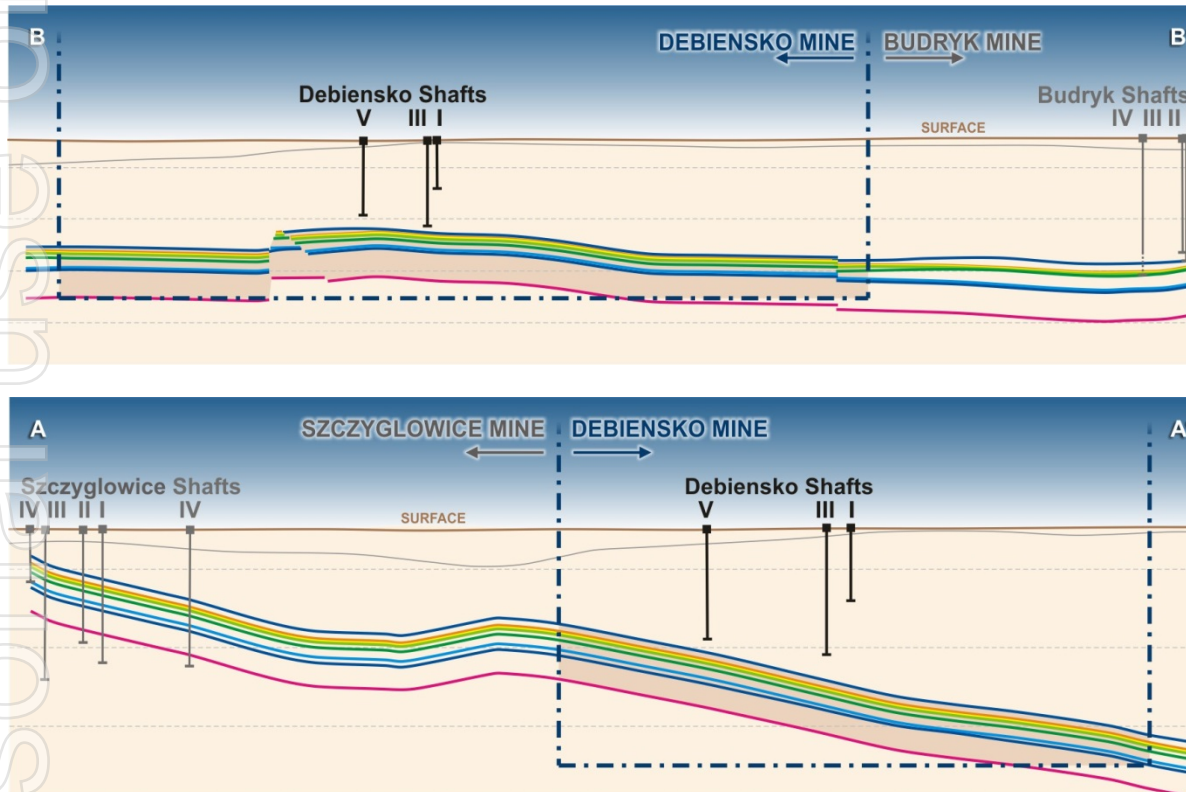 B
DEBIENSKO MINE
BUDRYK MINE
B
Debiensko Shafts
V III I
Budryk Shafts
IV III II
SURFACE
A
SZCZYGLOWICE MINE
DEBIENSKO MINE
A
Szczyglowice Shafts
IV III II I IV
Debiensko Shafts
V III I
SURFACE